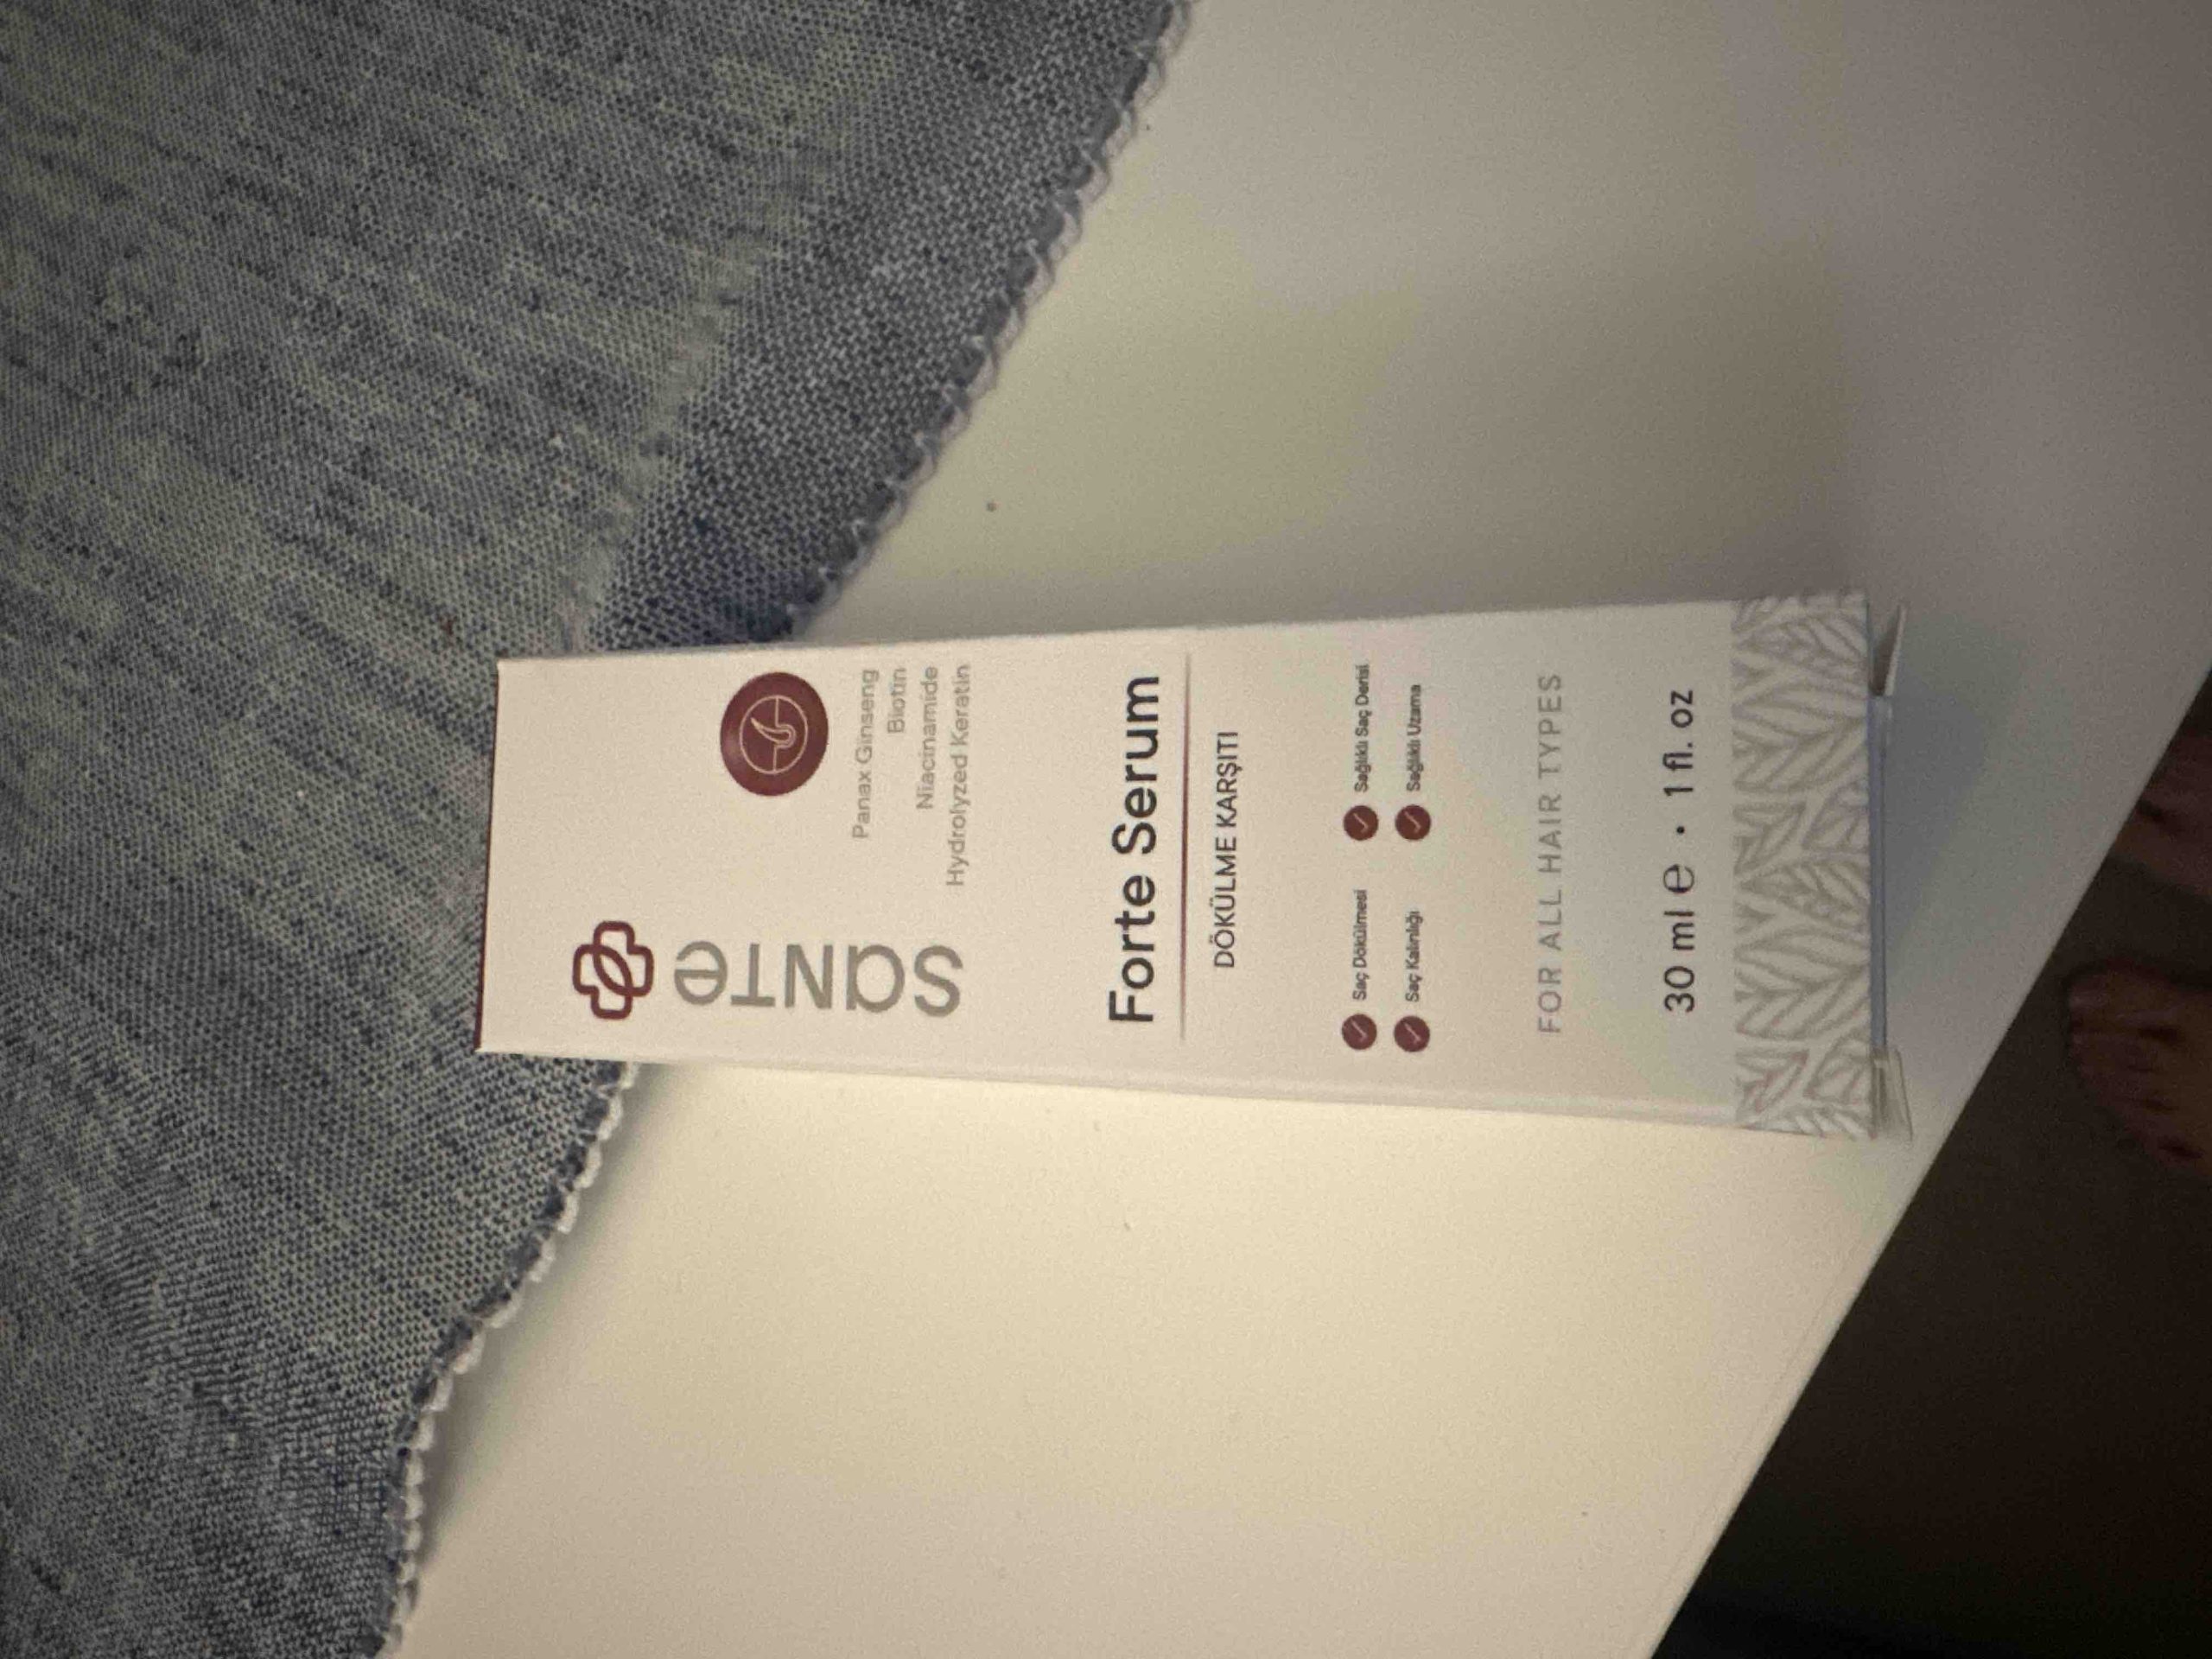 sante
Panax Ginseng
Biotin
Niacinamide
Hydrolyzed Keratin
Forte Serum
DÖKÜLME KARŞITI
Saç Dökülmesi
Sağlıklı Saç Derisi
Saç Kalınlığı
Sağlıklı Uzama
FOR ALL HAIR TYPES
30 ml e • 1 fl. oz